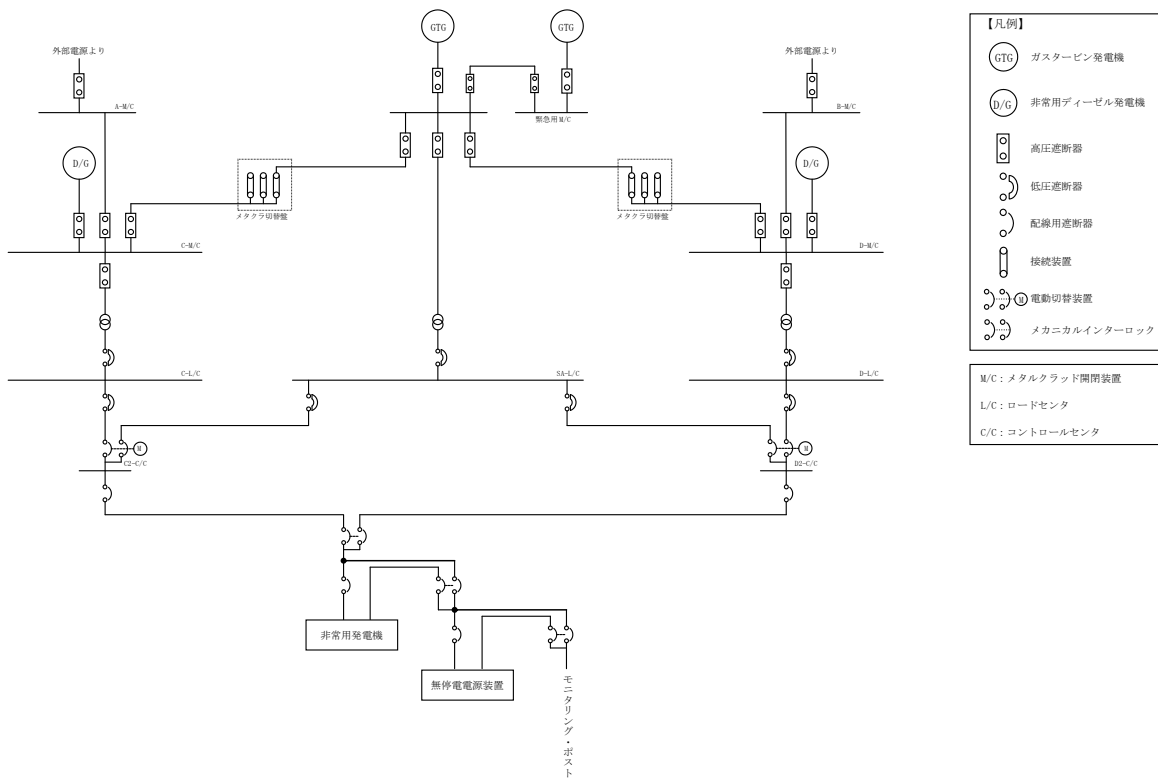 GTG
GTG
外部電源より
外部電源より
A-M/C
緊急用M/C
B-M/C
D/G
D/G
メタクラ切替盤
メタクラ切替盤
C-M/C
D-M/C
C-L/C
SA-L/C
D-L/C
M
M
C2-C/C
D2-C/C
非常用発電機
無停電電源装置
モニタリング・ポスト
【凡例】
GTG ガスタービン発電機
D/G 非常用ディーゼル発電機
高圧遮断器
低圧遮断器
配線用遮断器
接続装置
M 電動切替装置
メカニカルインターロック
M/C：メタルクラッド開閉装置
L/C：ロードセンタ
C/C：コントロールセンタ